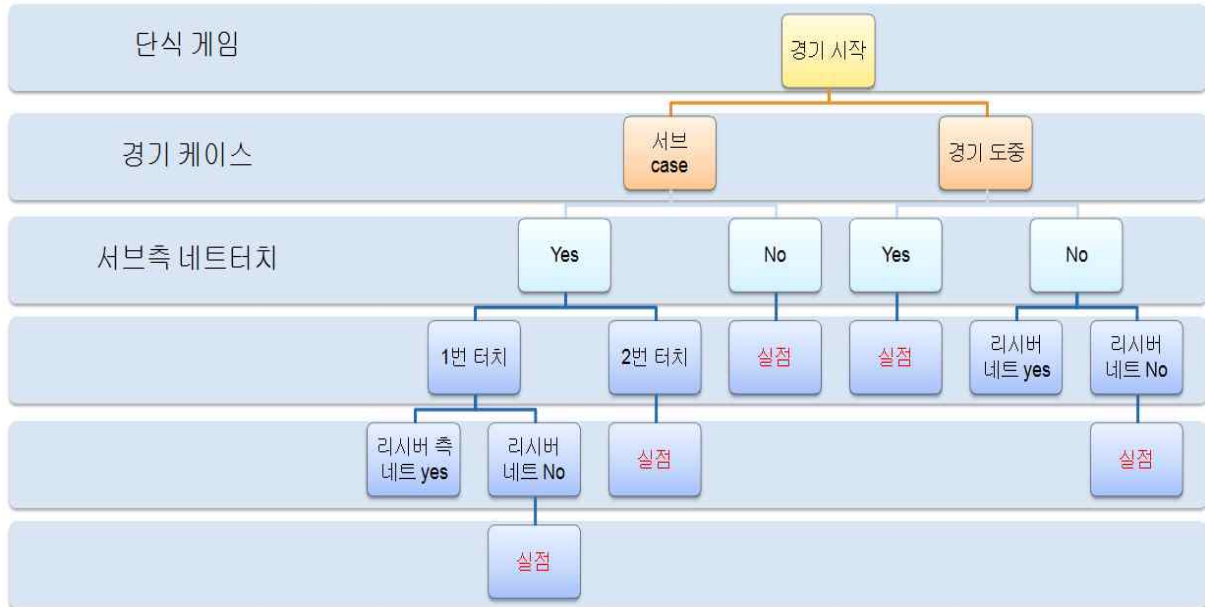 단식 게임
경기 시작
경기 케이스
서브
case
경기 도중
서브측 네트터치
Yes
No
Yes
No
1번 터치
2번 터치
실점
실점
리시버
네트 yes
리시버
네트 No
리시버 측
네트 yes
리시버
네트 No
실점
실점
실점